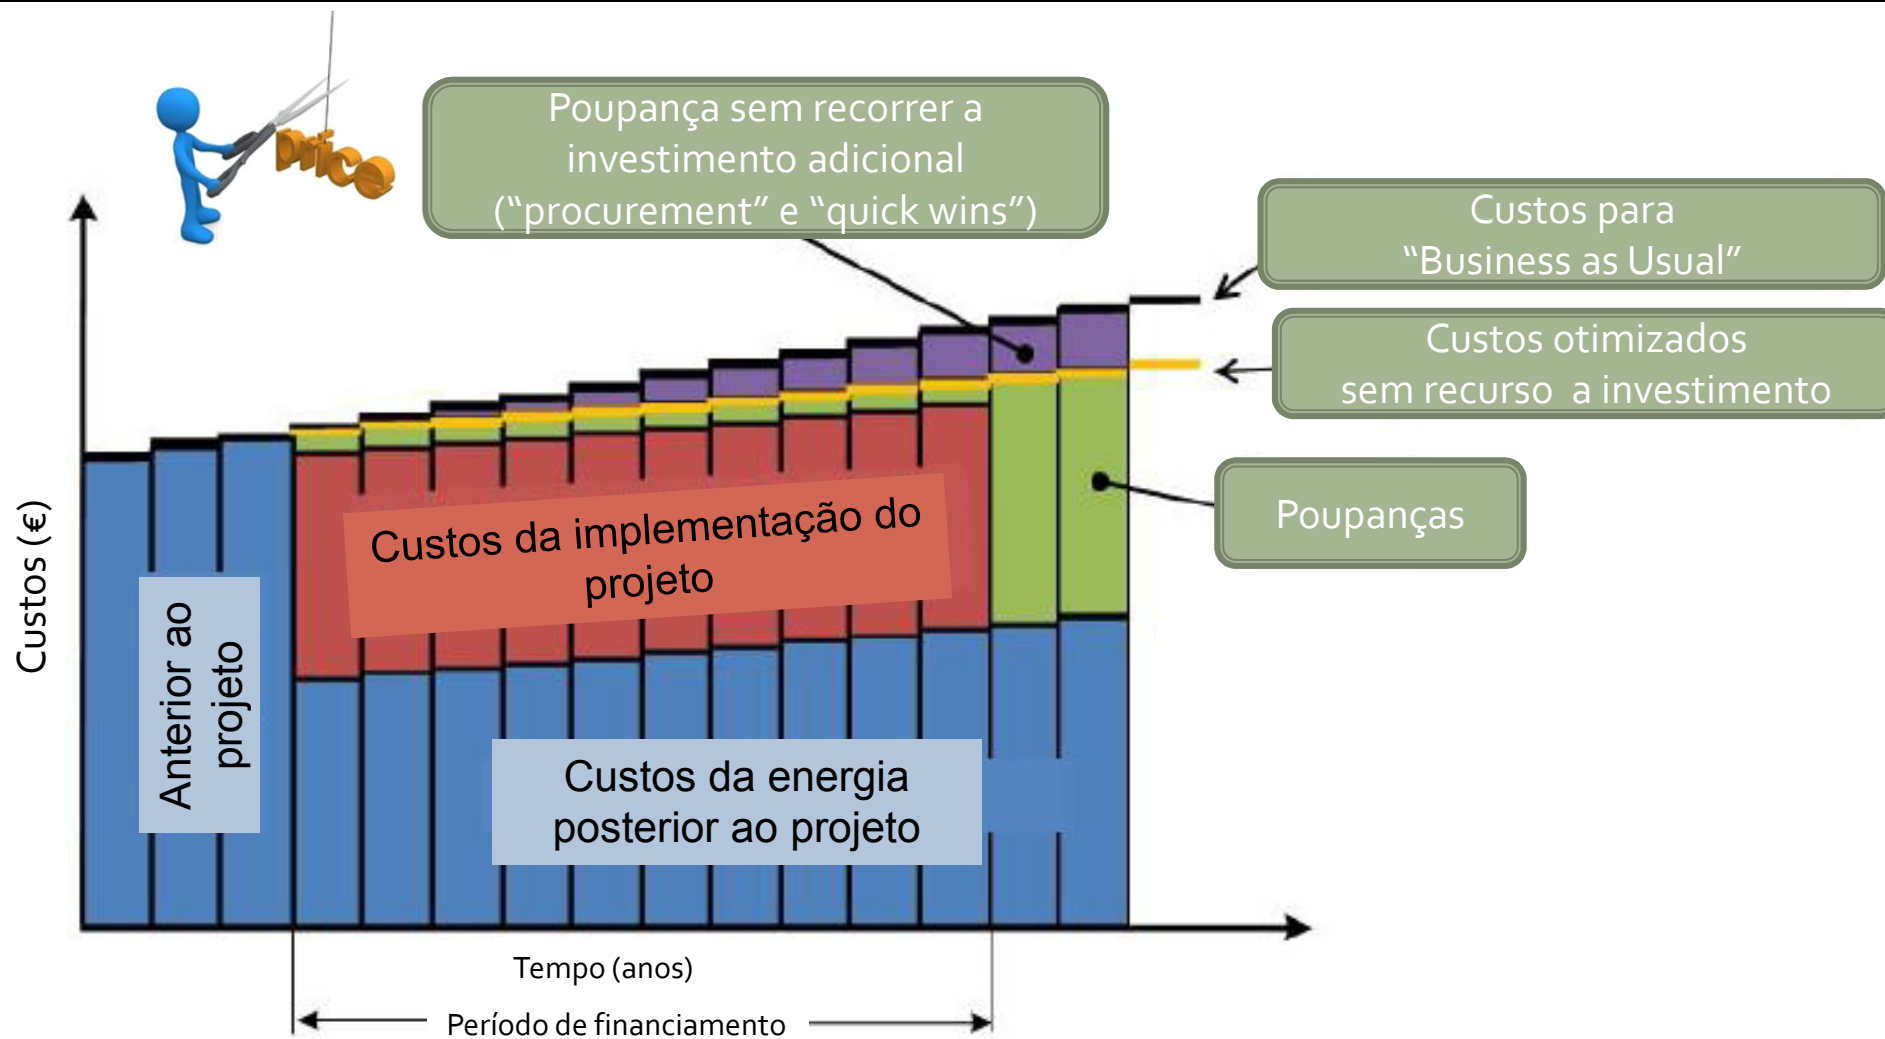 price
Poupança sem recorrer a
investimento adicional
(“procurement” e “quick wins”)
Custos para
“Business as Usual”
Custos otimizados
sem recurso a investimento
Poupanças
Custos (€)
Custos da implementação do
projeto
Anterior ao
projeto
Custos da energia
posterior ao projeto
Tempo (anos)
Período de financiamento